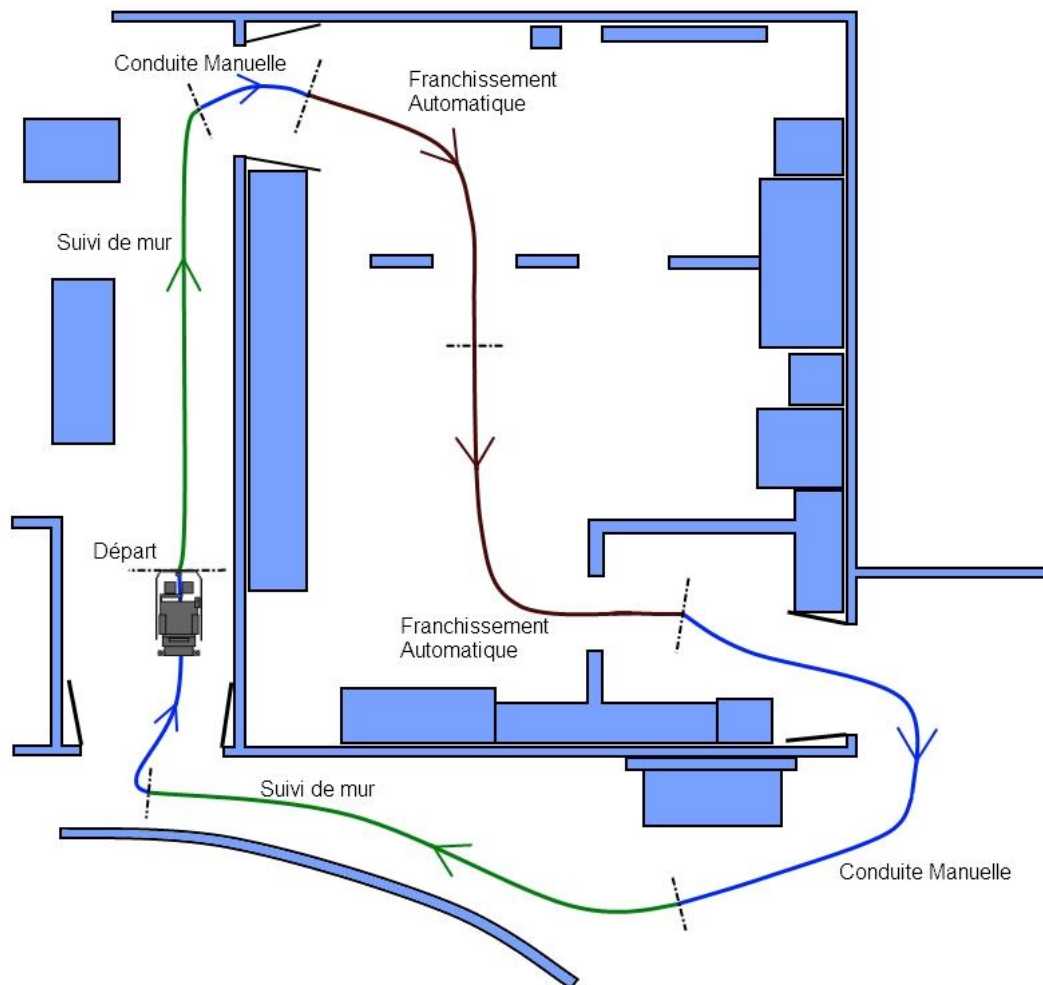 Conduite Manuelle
Franchissement
Automatique
Suivi de mur
Départ
Franchissement
Automatique
Suivi de mur
Conduite Manuelle